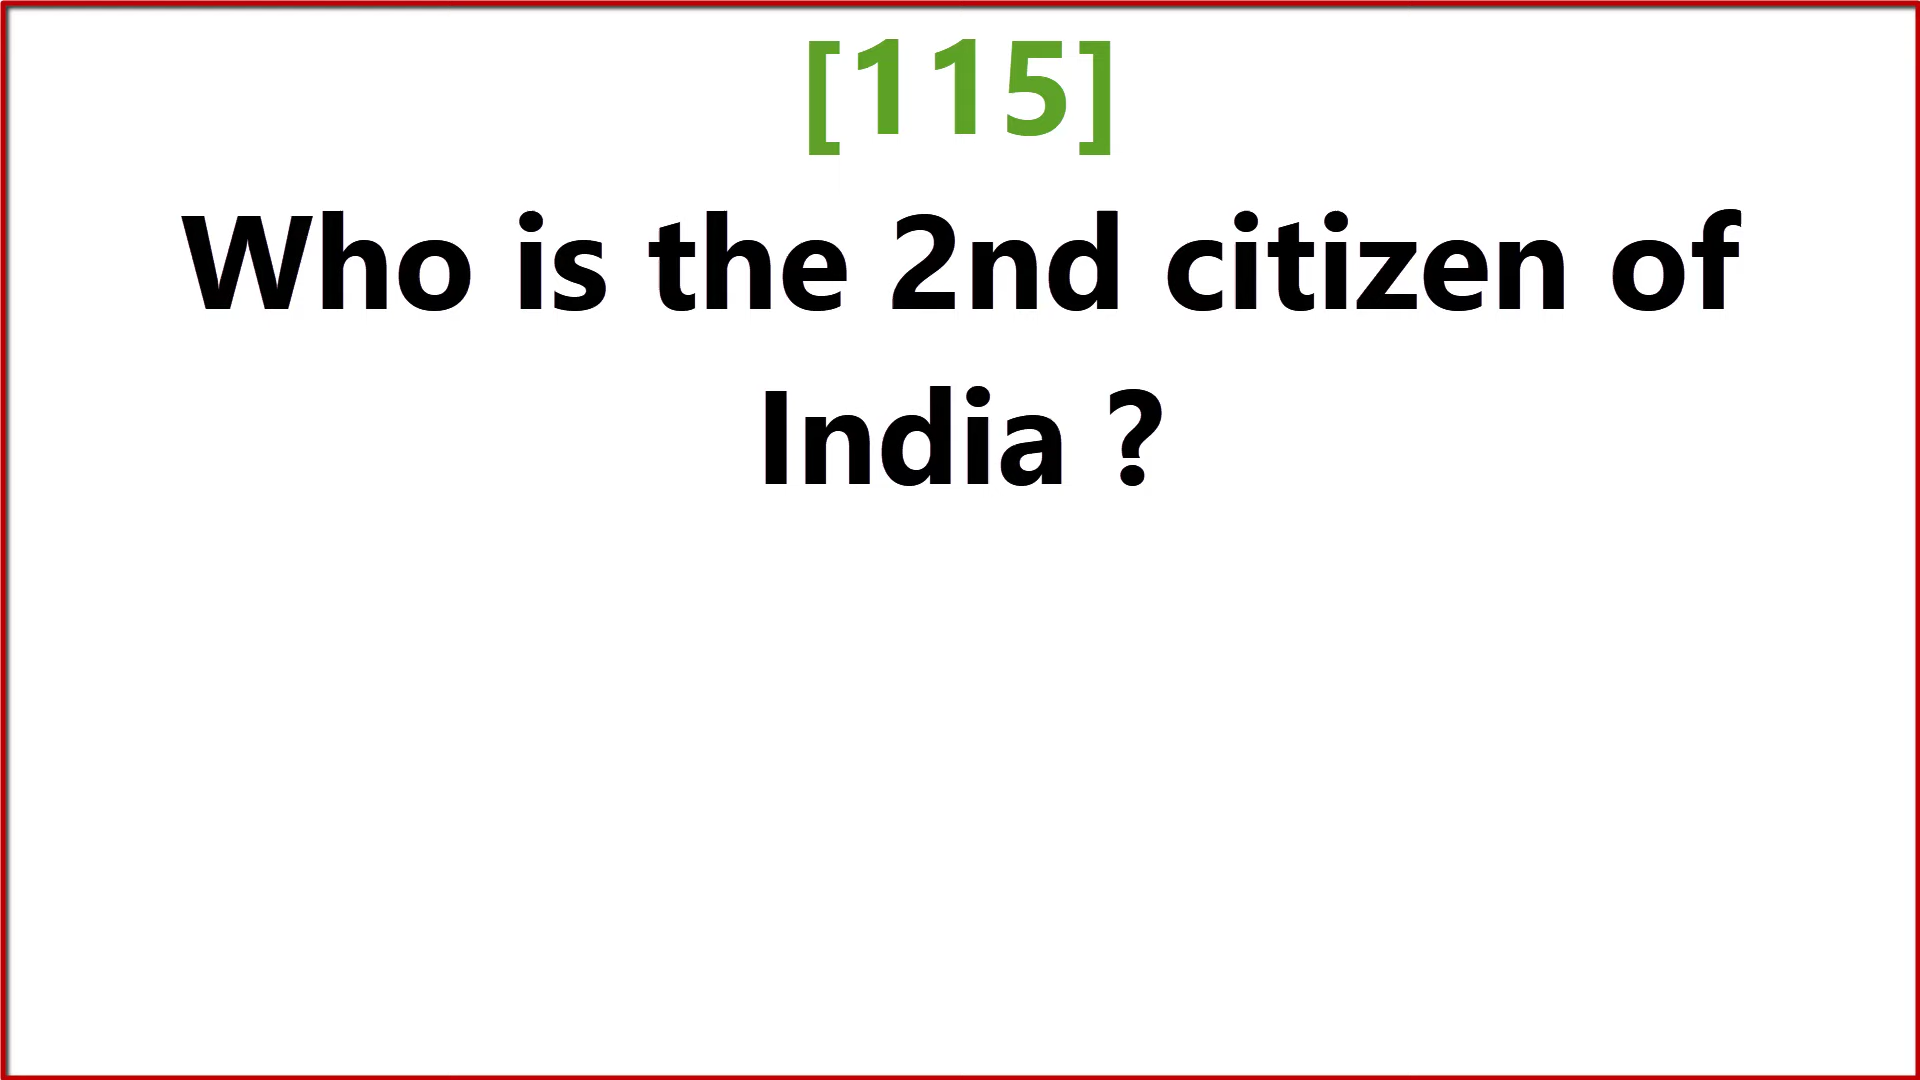 [115]
Who is the 2nd citizen of
India ?